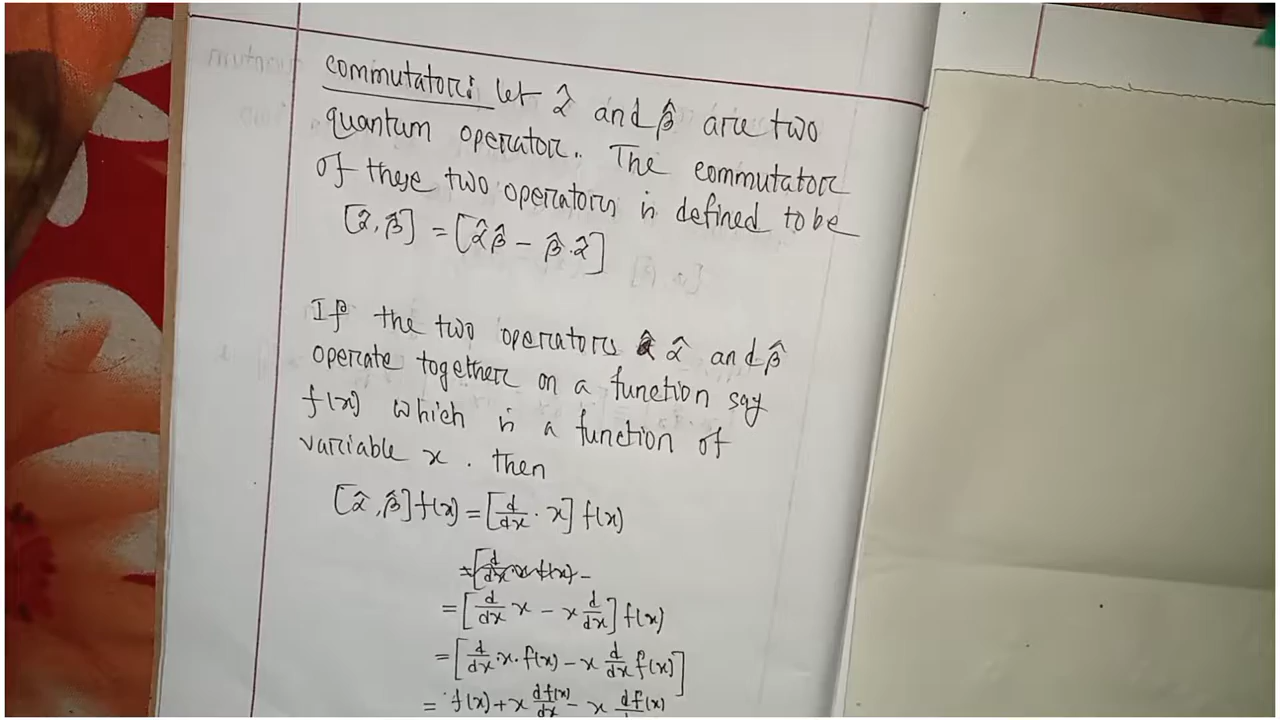 commutator: let α̂ and β̂ are two
quantum operator. The commutator
of these two operators is defined to be
[α̂, β̂] = [α̂β̂ - β̂.α̂]
If the two operators α̂ and β̂
operate together on a function say
f(x) which is a function of
variable x. then
[α̂, β̂] f(x) = [d/dx . x] f(x)
= [d/dx x - x d/dx] f(x)
= [d/dx . x. f(x) - x d/dx f(x)]
= f(x) + x df(x)/dx - x df(x)